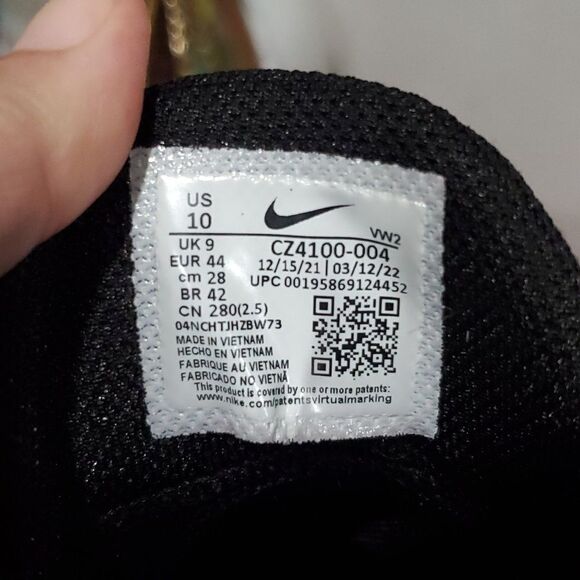 US
10
VW2
UK 9
EUR 44
cm 28
BR 42
CN 280(2.5)
CZ4100-004
12/15/21 | 03/12/22
UPC 00195869124452
04NCHTJHZBW73
MADE IN VIETNAM
HECHO EN VIETNAM
FABRIQUE AU VIETNAM
FABRICADO NO VIETNÃ
This product is covered by one or more patents:
www.nike.com/patentsvirtualmarking